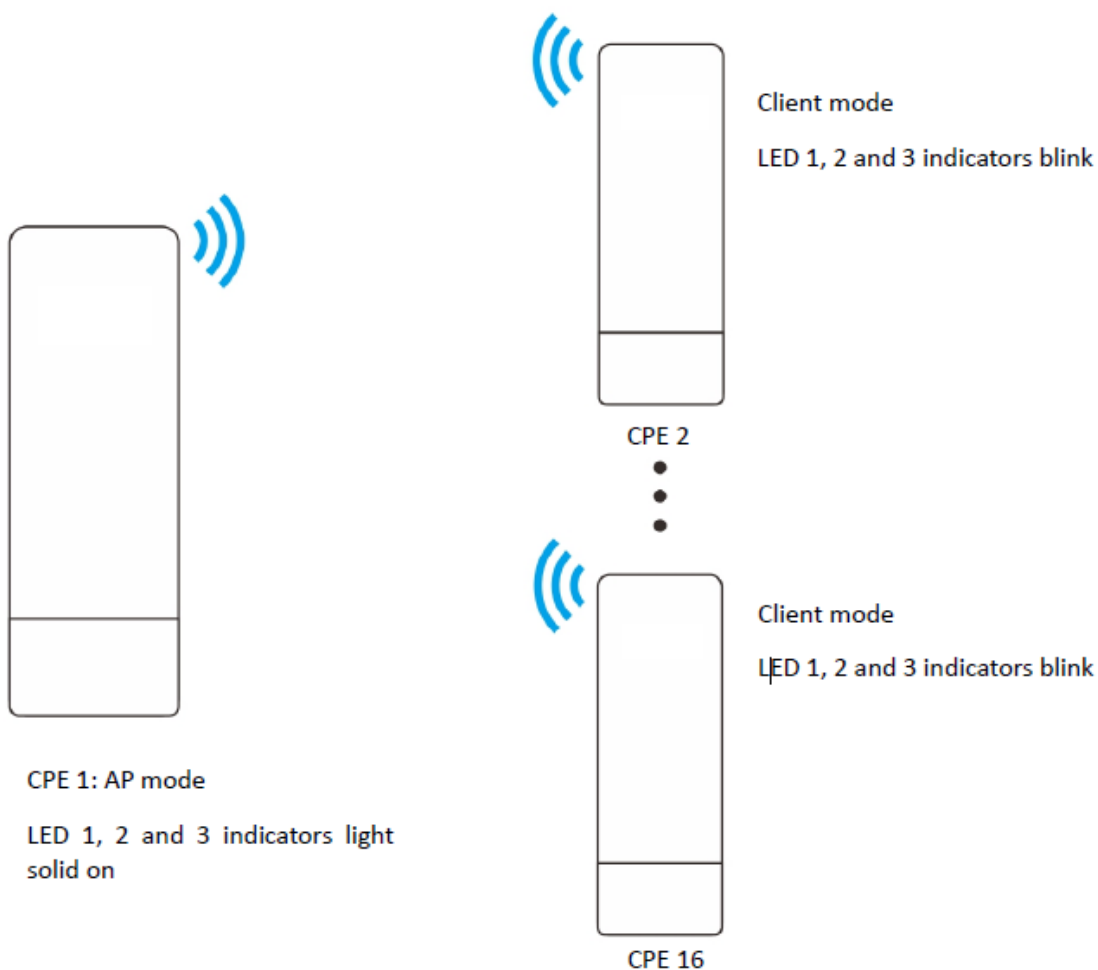 Client mode
LED 1, 2 and 3 indicators blink
CPE 2
Client mode
LED 1, 2 and 3 indicators blink
CPE 1: AP mode
LED 1, 2 and 3 indicators light
solid on
CPE 16